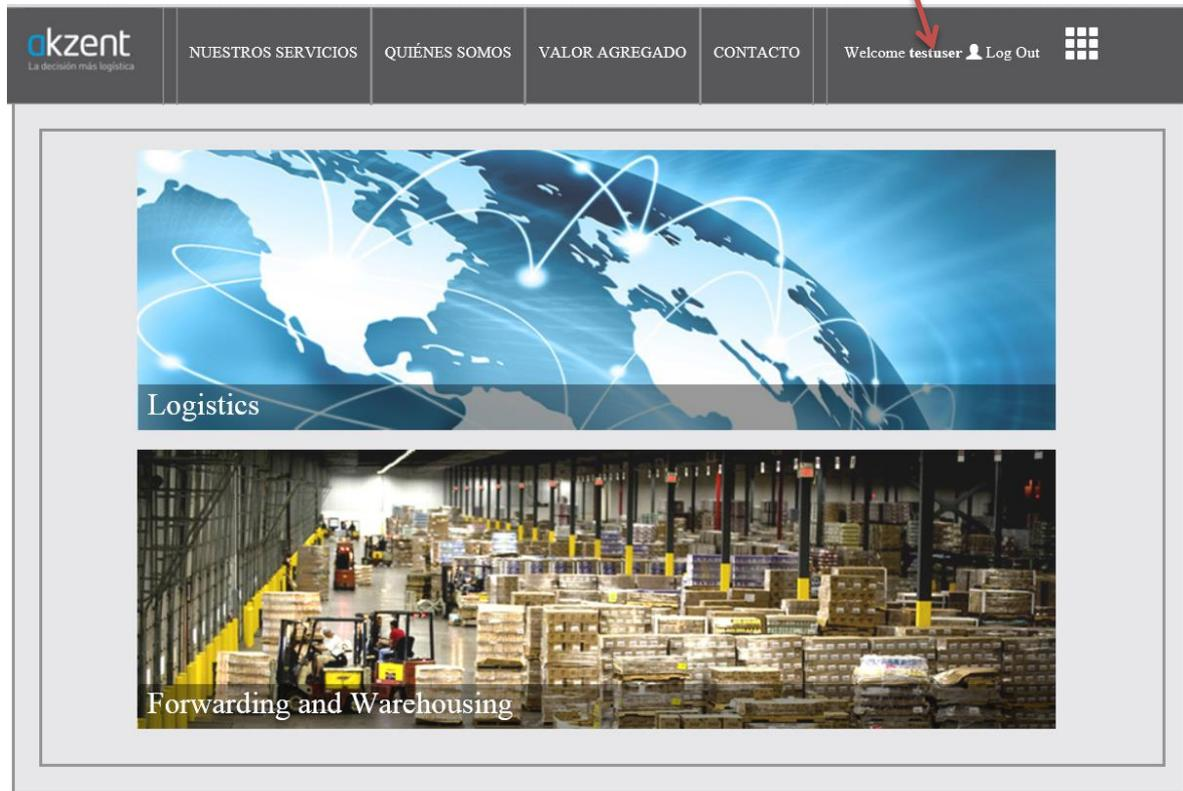 akzent
La decisión más logística
NUESTROS SERVICIOS
QUIÉNES SOMOS
VALOR AGREGADO
CONTACTO
Welcome testuser Log Out
Logistics
Forwarding and Warehousing